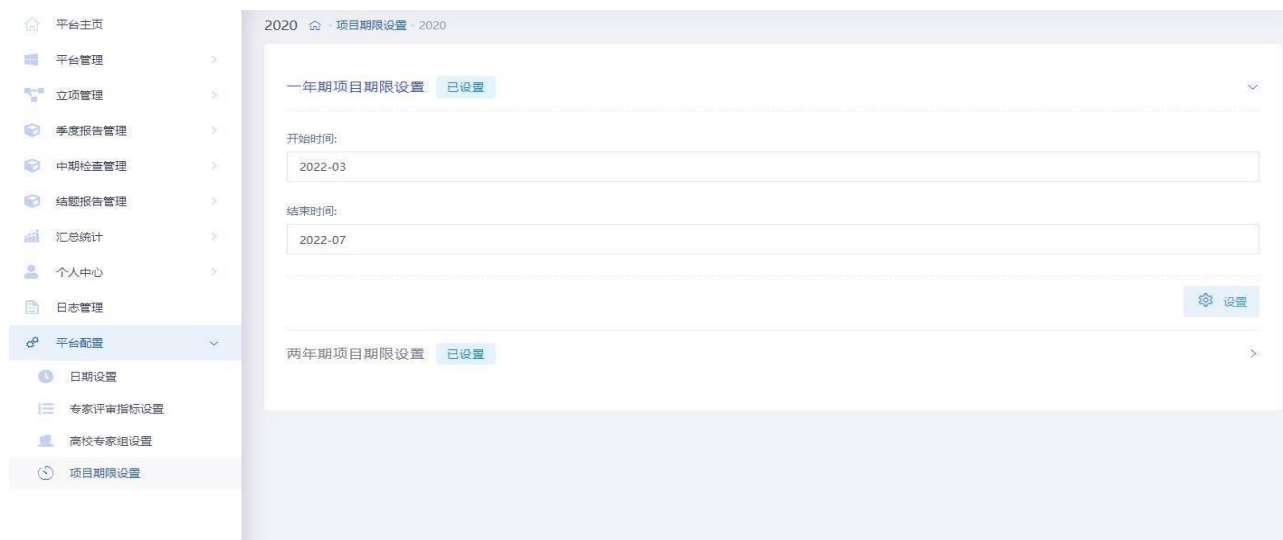 平台主页
平台管理
立项管理
季度报告管理
中期检查管理
结题报告管理
汇总统计
个人中心
日志管理
平台配置
日期设置
专家评审指标设置
高校专家组设置
项目期限设置
2020 - 项目期限设置 - 2020
一年期项目期限设置 已设置
开始时间:
2022-03
结束时间:
2022-07
设置
两年期项目期限设置 已设置